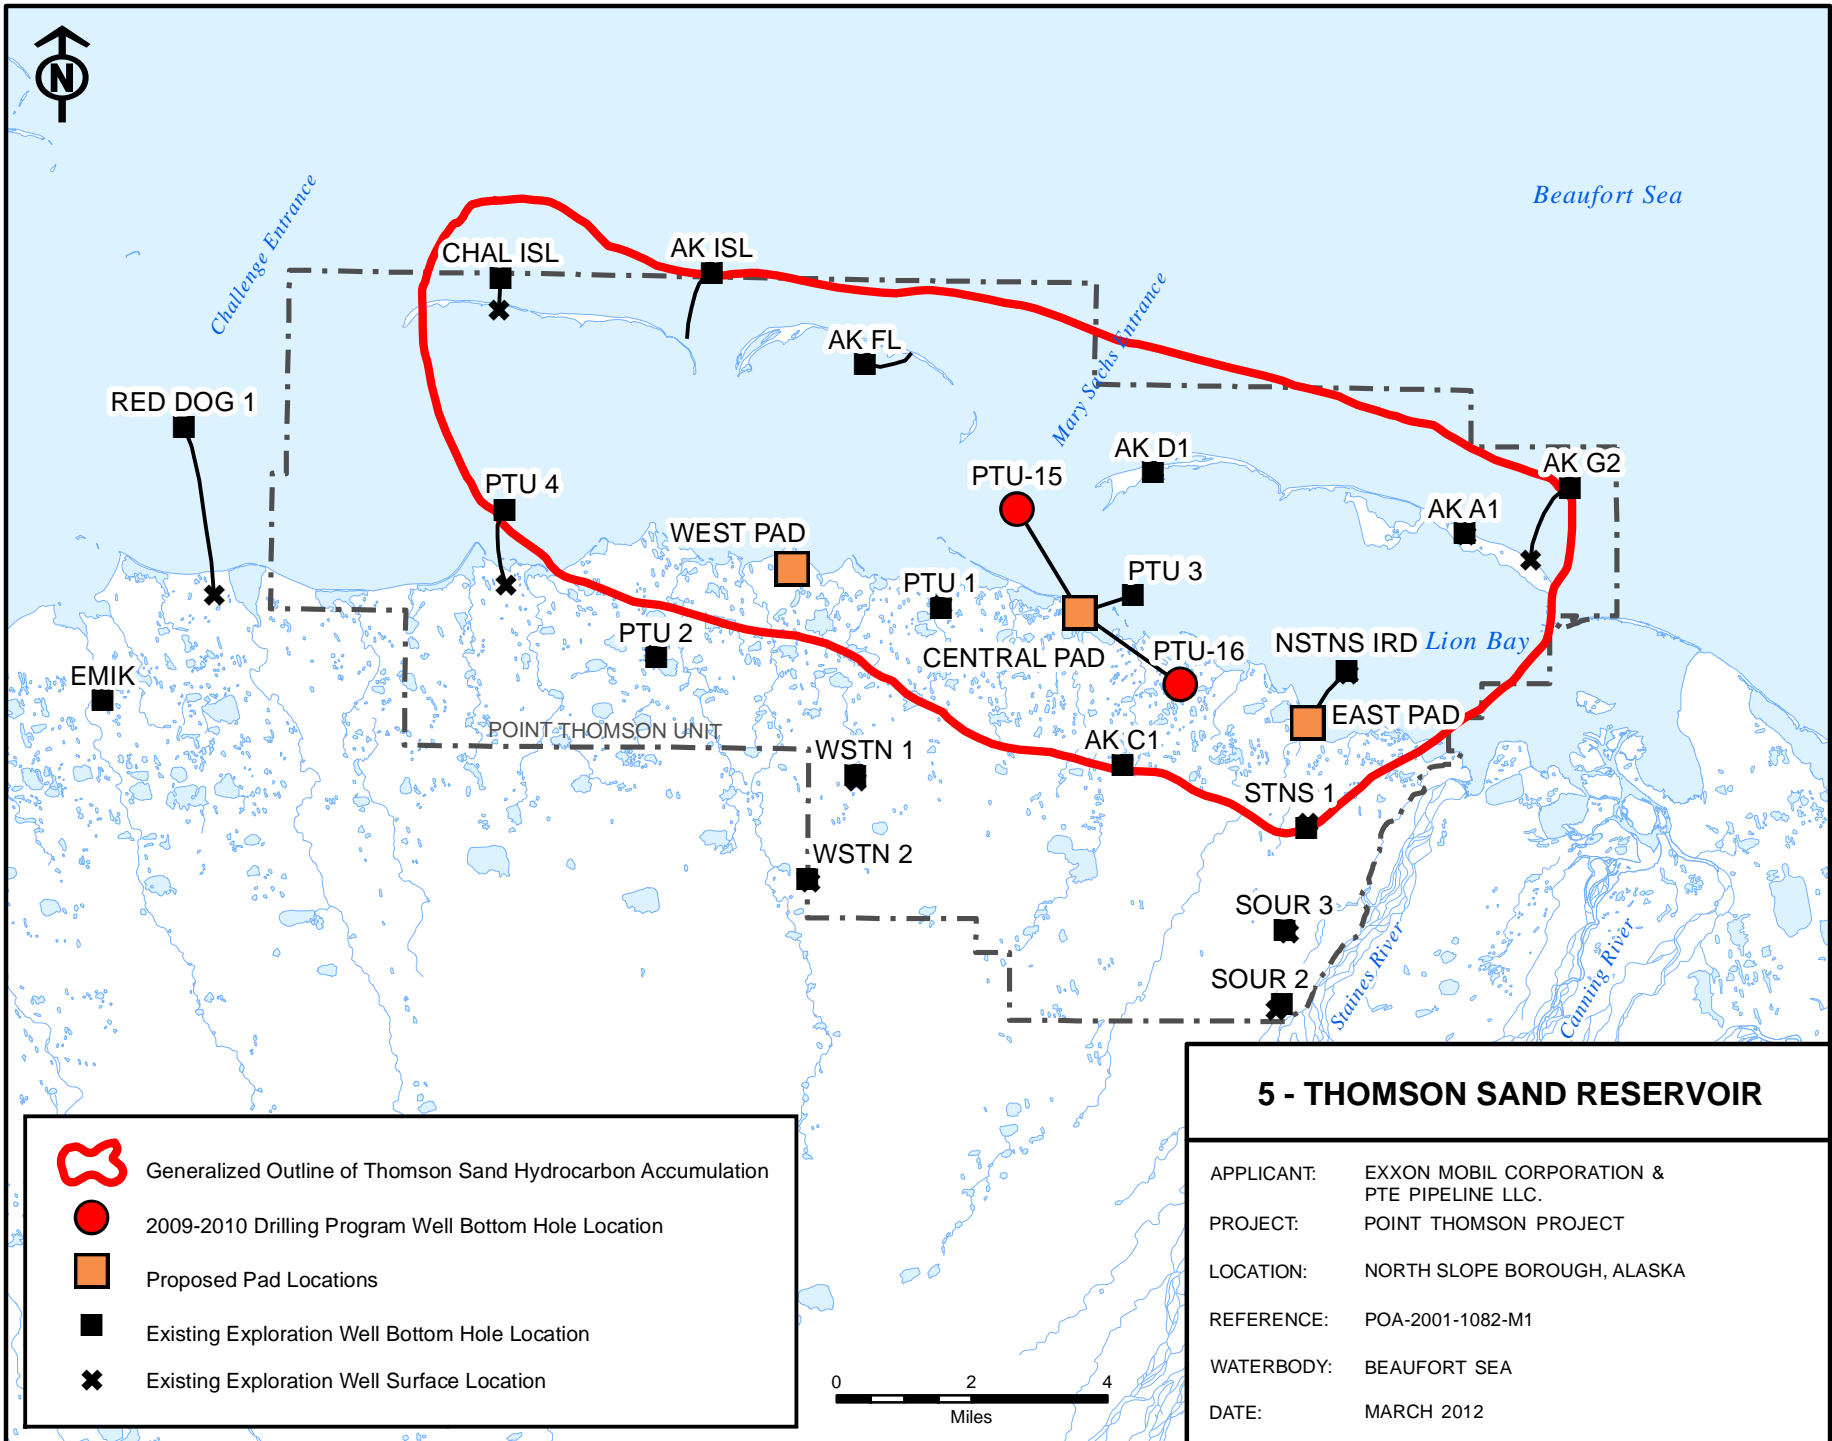 N
Beaufort Sea
Challenge Entrance
CHAL ISL
AK ISL
Mary Sachs Entrance
AK FL
RED DOG 1
AK D1
AK G2
PTU-15
PTU 4
AK A1
WEST PAD
PTU 1
PTU 3
PTU 2
CENTRAL PAD
PTU-16
NSTNS IRD
Lion Bay
EMIK
EAST PAD
POINT THOMSON UNIT
WSTN 1
AK C1
STNS 1
WSTN 2
SOUR 3
SOUR 2
Staines River
Canning River
5 - THOMSON SAND RESERVOIR
Generalized Outline of Thomson Sand Hydrocarbon Accumulation
2009-2010 Drilling Program Well Bottom Hole Location
Proposed Pad Locations
Existing Exploration Well Bottom Hole Location
Existing Exploration Well Surface Location
0 2 4
Miles
APPLICANT: EXXON MOBIL CORPORATION &
PTE PIPELINE LLC.
PROJECT: POINT THOMSON PROJECT
LOCATION: NORTH SLOPE BOROUGH, ALASKA
REFERENCE: POA-2001-1082-M1
WATERBODY: BEAUFORT SEA
DATE: MARCH 2012